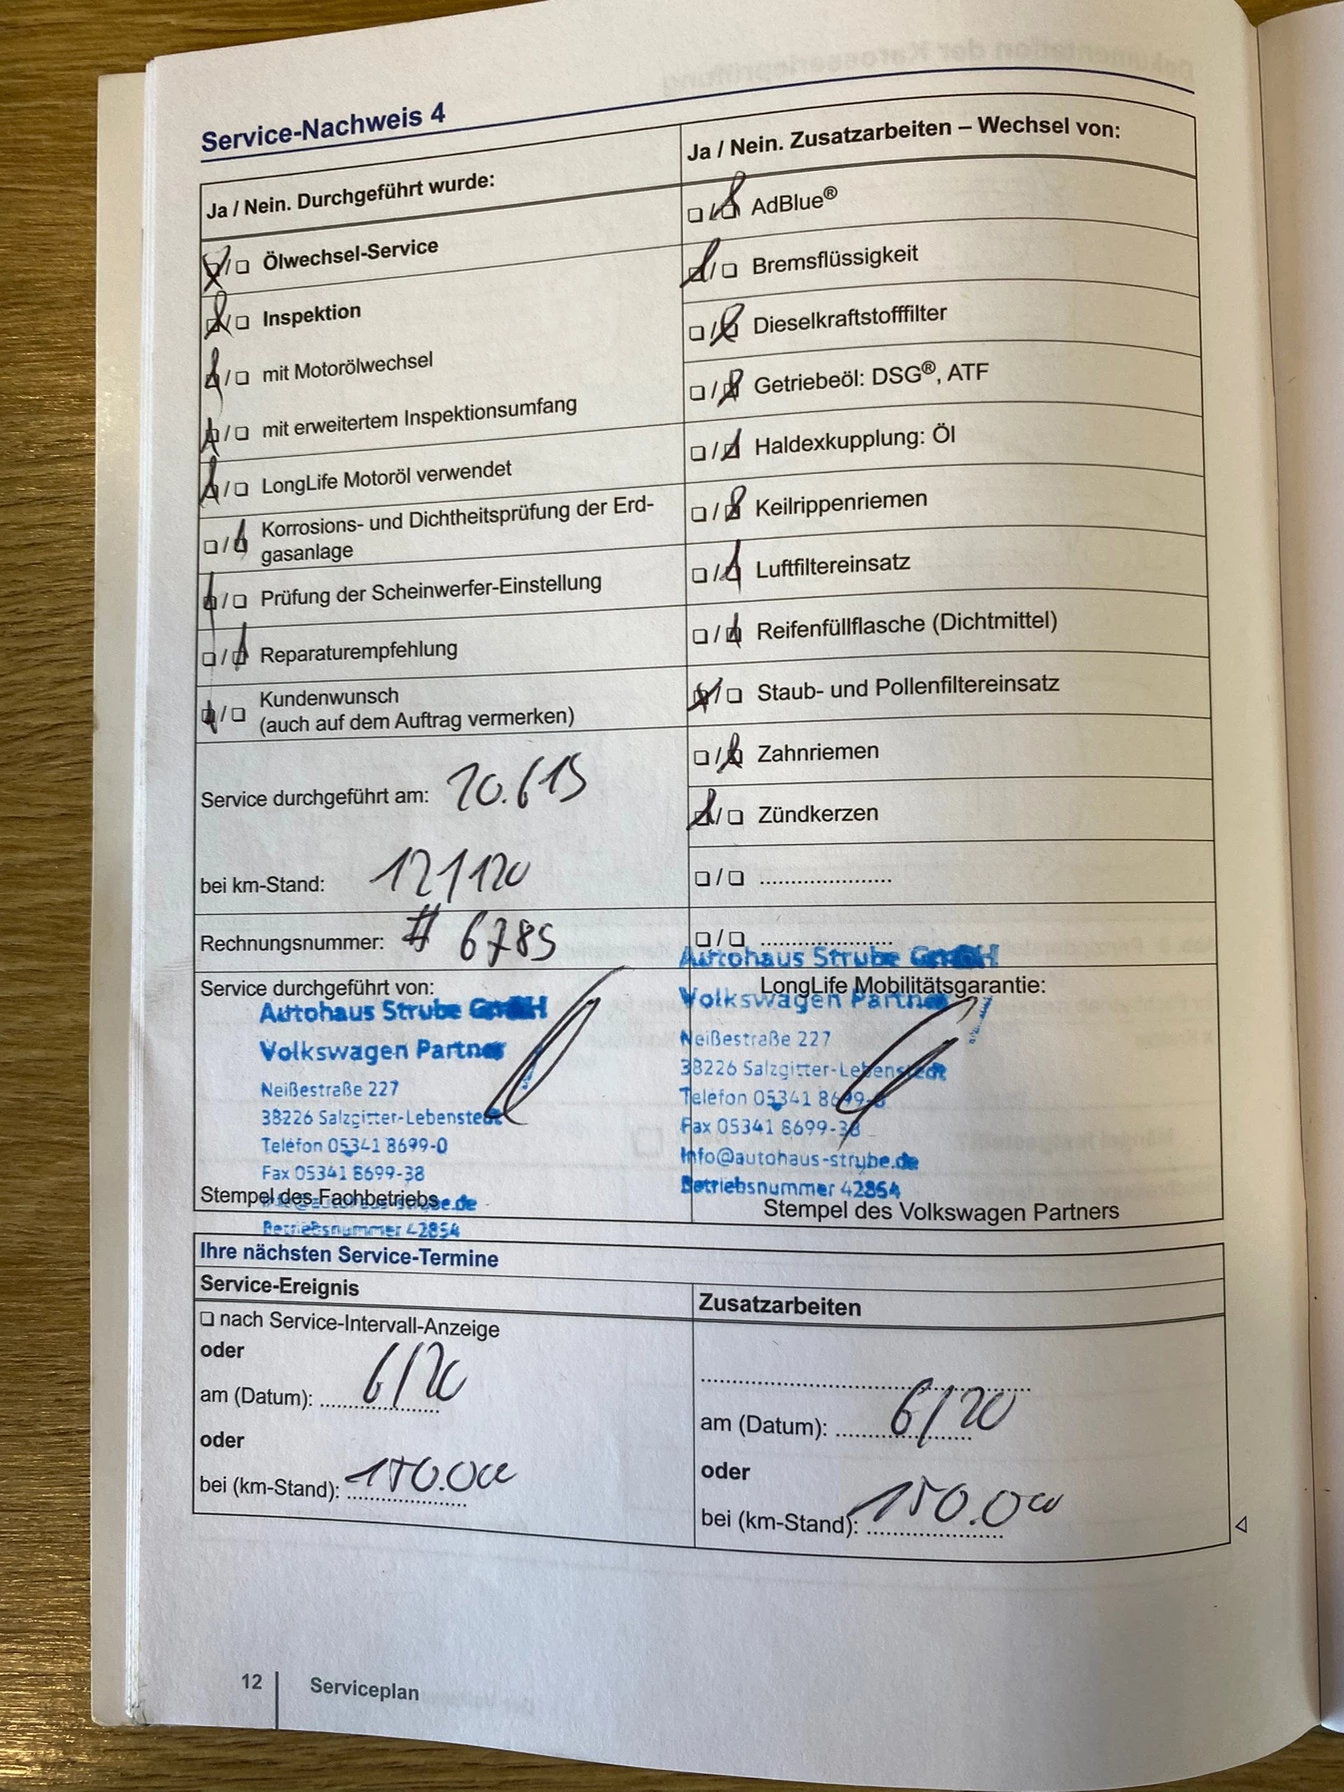 Service-Nachweis 4
Ja / Nein. Durchgeführt wurde:
❏/❏ Ölwechsel-Service
❏/❏ Inspektion
❏/❏ mit Motorölwechsel
❏/❏ mit erweitertem Inspektionsumfang
❏/❏ LongLife Motoröl verwendet
❏/❏ Korrosions- und Dichtheitsprüfung der Erd-
gasanlage
❏/❏ Prüfung der Scheinwerfer-Einstellung
❏/❏ Reparaturempfehlung
❏/❏ Kundenwunsch
(auch auf dem Auftrag vermerken)
Service durchgeführt am: 20.619
bei km-Stand: 121120
Rechnungsnummer: # 6785
Ja / Nein. Zusatzarbeiten – Wechsel von:
❏/❏ AdBlue®
❏/❏ Bremsflüssigkeit
❏/❏ Dieselkraftstofffilter
❏/❏ Getriebeöl: DSG®, ATF
❏/❏ Haldexkupplung: Öl
❏/❏ Keilrippenriemen
❏/❏ Luftfiltereinsatz
❏/❏ Reifenfüllflasche (Dichtmittel)
❏/❏ Staub- und Pollenfiltereinsatz
❏/❏ Zahnriemen
❏/❏ Zündkerzen
❏/❏ ......................
❏/❏ ......................
Service durchgeführt von:
Autohaus Strube GmbH
Volkswagen Partner
Neißestraße 227
38226 Salzgitter-Lebenstedt
Telefon 05341 8699-0
Fax 05341 8699-38
Info@autohaus-strube.de
Stempel des Fachbetriebs
Betriebsnummer 42854
Autohaus Strube GmbH
LongLife Mobilitätsgarantie:
Volkswagen Partner
Neißestraße 227
38226 Salzgitter-Lebenstedt
Telefon 05341 8699-0
Fax 05341 8699-38
Info@autohaus-strube.de
Betriebsnummer 42854
Stempel des Volkswagen Partners
Ihre nächsten Service-Termine
Service-Ereignis
❏ nach Service-Intervall-Anzeige
oder
am (Datum): 6/20
oder
bei (km-Stand): 150.000
Zusatzarbeiten
am (Datum): 6/20
oder
bei (km-Stand): 150.000
12 Serviceplan